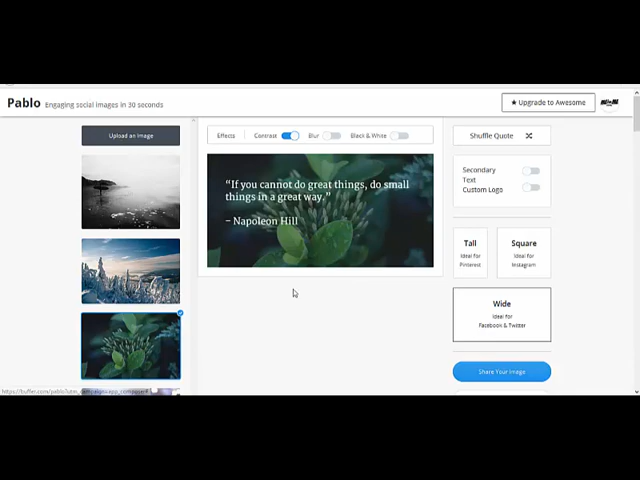 Pablo Engaging social images in 30 seconds
★ Upgrade to Awesome
Upload an Image
Effects Contrast Blur Black & White
Shuffle Quote
“If you cannot do great things, do small
things in a great way.”
– Napoleon Hill
Secondary
Text
Custom Logo
Tall
Ideal for
Pinterest
Square
Ideal for
Instagram
Wide
Ideal for
Facebook & Twitter
Share Your Image